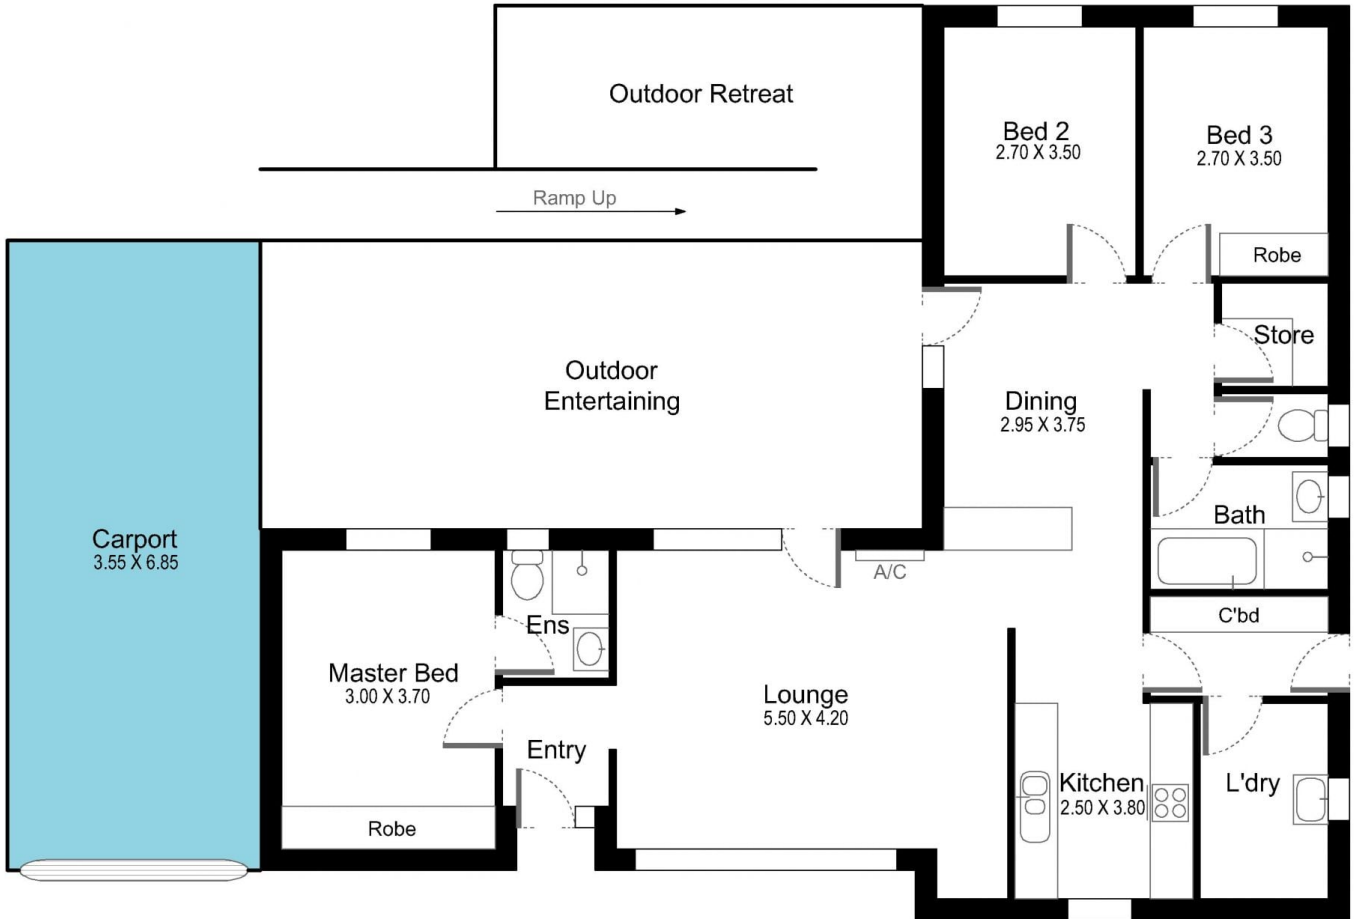 Outdoor Retreat
Bed 2
2.70 X 3.50
Bed 3
2.70 X 3.50
Ramp Up
Robe
Store
Outdoor
Entertaining
Dining
2.95 X 3.75
Carport
3.55 X 6.85
Bath
A/C
C'bd
Ens
Master Bed
3.00 X 3.70
Lounge
5.50 X 4.20
Entry
Kitchen
2.50 X 3.80
L'dry
Robe